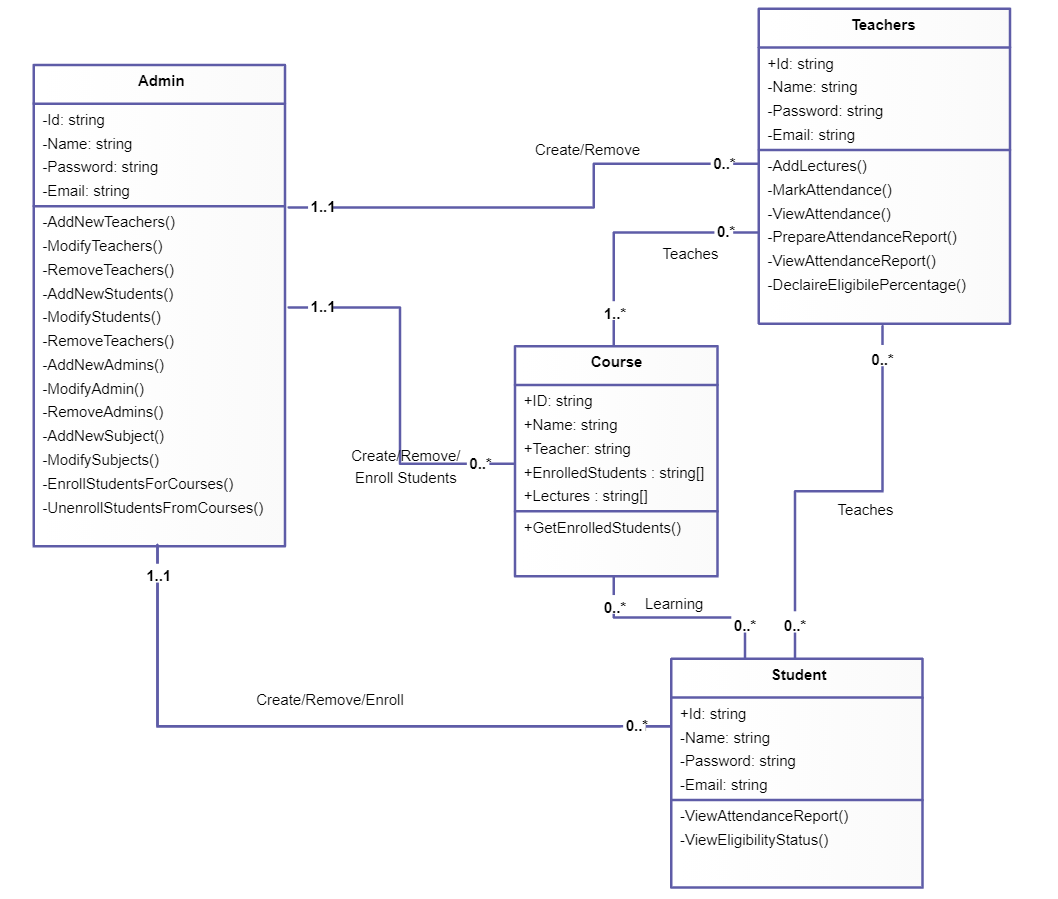 Teachers
+Id: string
-Name: string
-Password: string
-Email: string
-AddLectures()
-MarkAttendance()
-ViewAttendance()
-PrepareAttendanceReport()
-ViewAttendanceReport()
-DeclaireEligibilePercentage()
Admin
-Id: string
-Name: string
-Password: string
-Email: string
-AddNewTeachers()
-ModifyTeachers()
-RemoveTeachers()
-AddNewStudents()
-ModifyStudents()
-RemoveTeachers()
-AddNewAdmins()
-ModifyAdmin()
-RemoveAdmins()
-AddNewSubject()
-ModifySubjects()
-EnrollStudentsForCourses()
-UnenrollStudentsFromCourses()
Create/Remove
0..*
1..1
0.*
Teaches
1..*
1..1
Create/Remove/
Enroll Students
0..*
Course
+ID: string
+Name: string
+Teacher: string
+EnrolledStudents : string[]
+Lectures : string[]
+GetEnrolledStudents()
0..*
Teaches
0..*
0..*
Learning
0..*
1..1
Create/Remove/Enroll
0..*
Student
+Id: string
-Name: string
-Password: string
-Email: string
-ViewAttendanceReport()
-ViewEligibilityStatus()